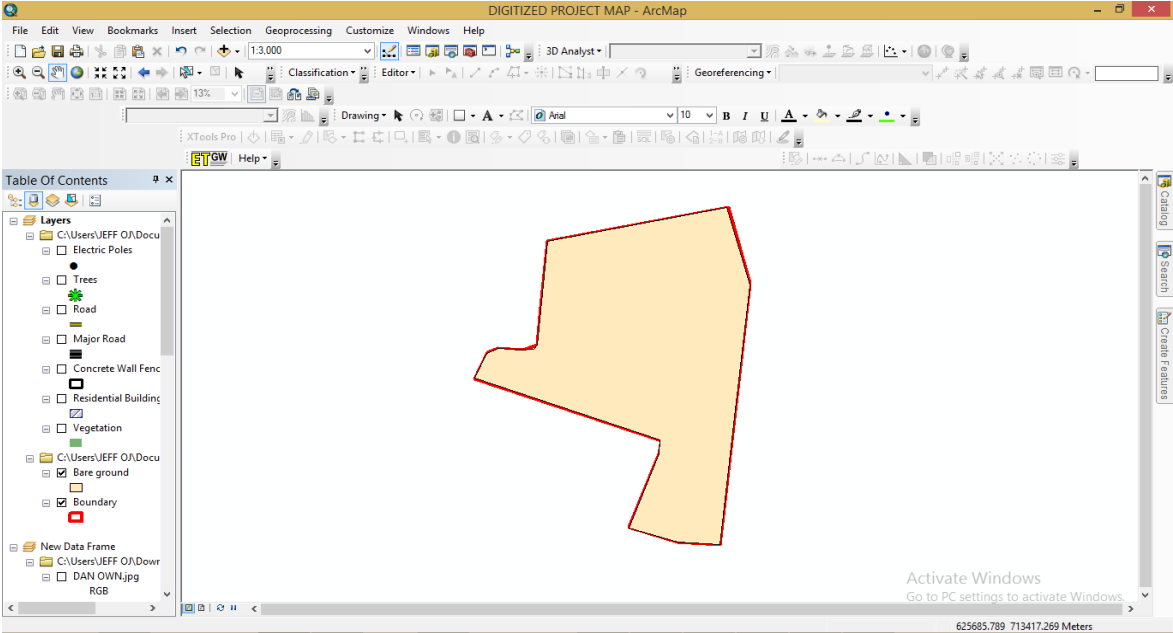 DIGITIZED PROJECT MAP - ArcMap
File Edit View Bookmarks Insert Selection Geoprocessing Customize Windows Help
1:3,000 3D Analyst
Classification Editor Georeferencing
13%
Drawing A Arial 10 B I U A
XTools Pro
ET GW Help
Table Of Contents
Layers
C:\Users\JEFF OJ\Docu
Electric Poles
Trees
Road
Major Road
Concrete Wall Fenc
Residential Building
Vegetation
C:\Users\JEFF OJ\Docu
Bare ground
Boundary
New Data Frame
C:\Users\JEFF OJ\Dowr
DAN OWN.jpg
RGB
Catalog
Search
Create Features
Activate Windows
Go to PC settings to activate Windows.
625685.789 713417.269 Meters